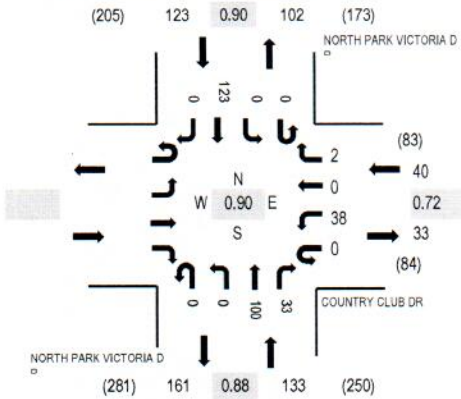 (205) 123 0.90 102 (173)
NORTH PARK VICTORIA D
0 123 0 0
(83)
2
40
N
0
W 0.90 E
0.72
38
33
S
0
(84)
0 0 100 33
COUNTRY CLUB DR
NORTH PARK VICTORIA D
(281) 161 0.88 133 (250)